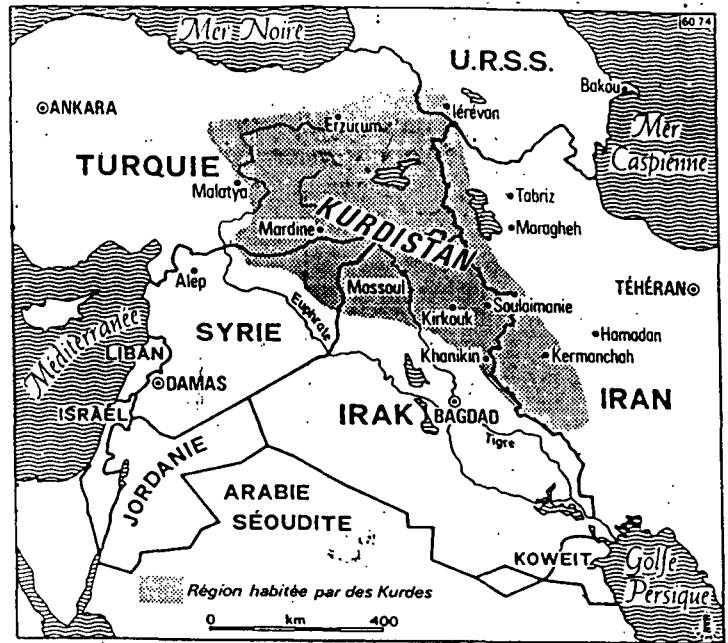 60 74
Mer Noire
U.R.S.S.
Bakou
ANKARA
Iérévan
Erzurum
Mer
Caspienne
TURQUIE
Malatya
Tabriz
KURDISTAN
Mardine
Maragheh
Alep
Mossoul
TÉHÉRAN
Euphrate
Soulaimanie
Kirkouk
SYRIE
Hamadan
Méditerranée
LIBAN
Khanikin
Kermanchah
DAMAS
IRAN
ISRAËL
IRAK
BAGDAD
Tigre
JORDANIE
ARABIE
SÉOUDITE
KOWEIT
Golfe
Persique
Région habitée par des Kurdes
0 km 400